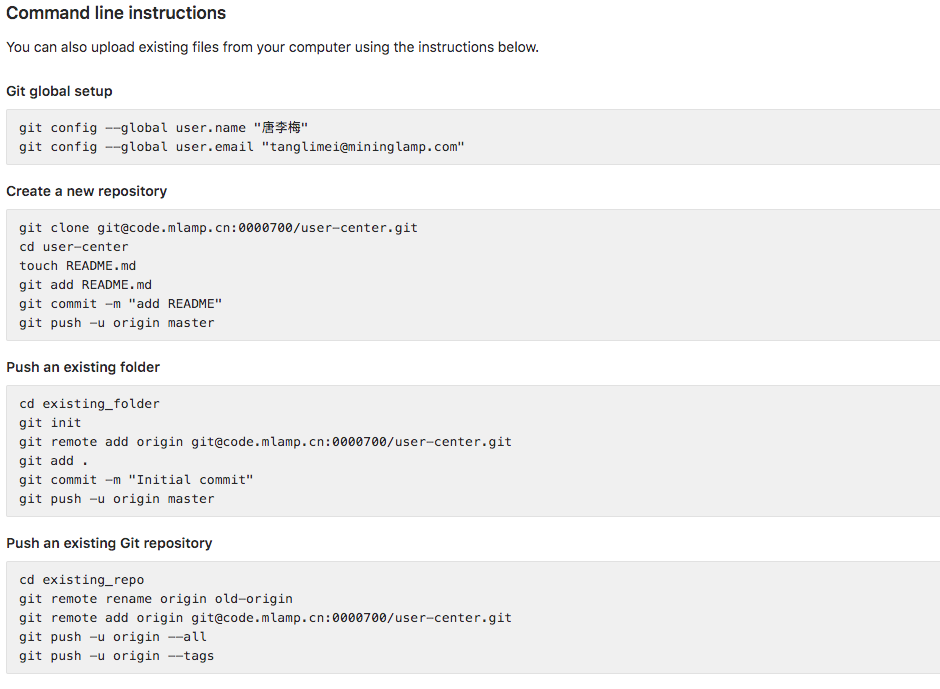 Command line instructions
You can also upload existing files from your computer using the instructions below.
Git global setup
git config --global user.name "唐李梅"
git config --global user.email "tanglimei@mininglamp.com"
Create a new repository
git clone git@code.mlamp.cn:0000700/user-center.git
cd user-center
touch README.md
git add README.md
git commit -m "add README"
git push -u origin master
Push an existing folder
cd existing_folder
git init
git remote add origin git@code.mlamp.cn:0000700/user-center.git
git add .
git commit -m "Initial commit"
git push -u origin master
Push an existing Git repository
cd existing_repo
git remote rename origin old-origin
git remote add origin git@code.mlamp.cn:0000700/user-center.git
git push -u origin --all
git push -u origin --tags